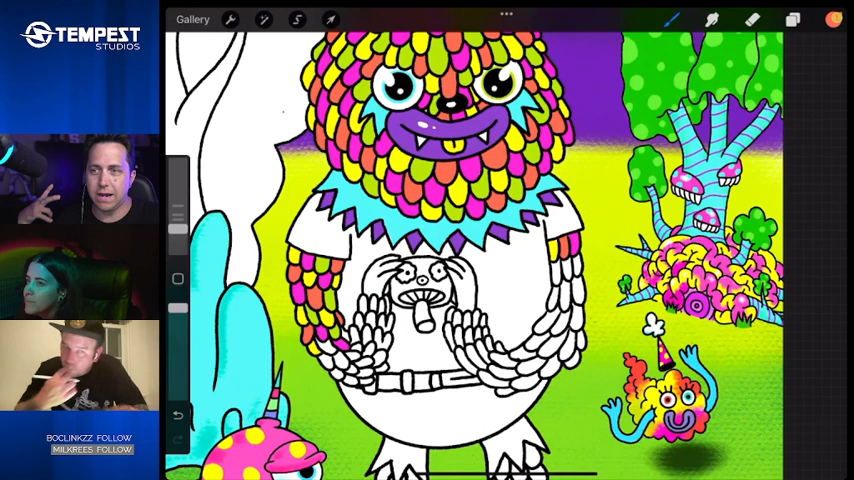 TEMPEST
STUDIOS
Gallery
BOCLINKZZ FOLLOW
MILKREES FOLLOW